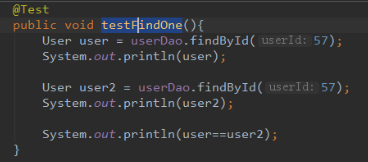 @Test
public void testFindOne(){
User user = userDao.findById( userId: 57);
System.out.println(user);
User user2 = userDao.findById( userId: 57);
System.out.println(user2);
System.out.println(user==user2);
}